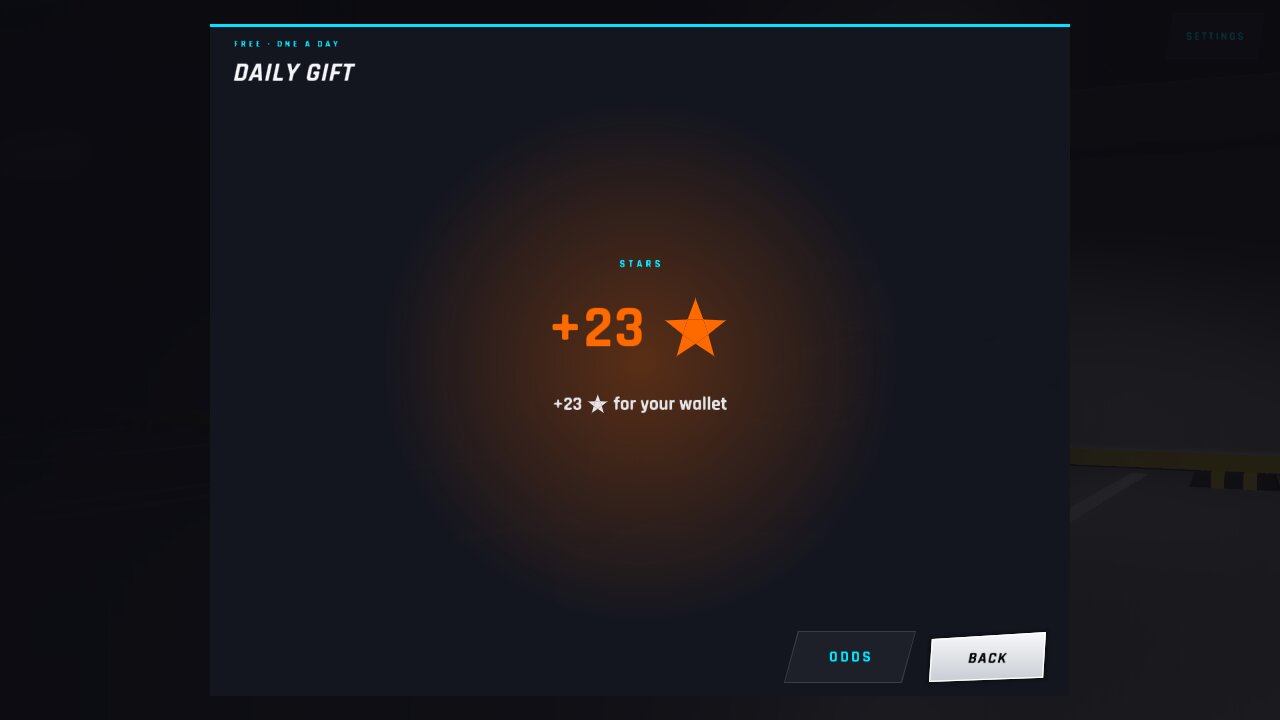 FREE · ONE A DAY
SETTINGS
DAILY GIFT
STARS
+23 ★
+23 ★ for your wallet
ODDS
BACK